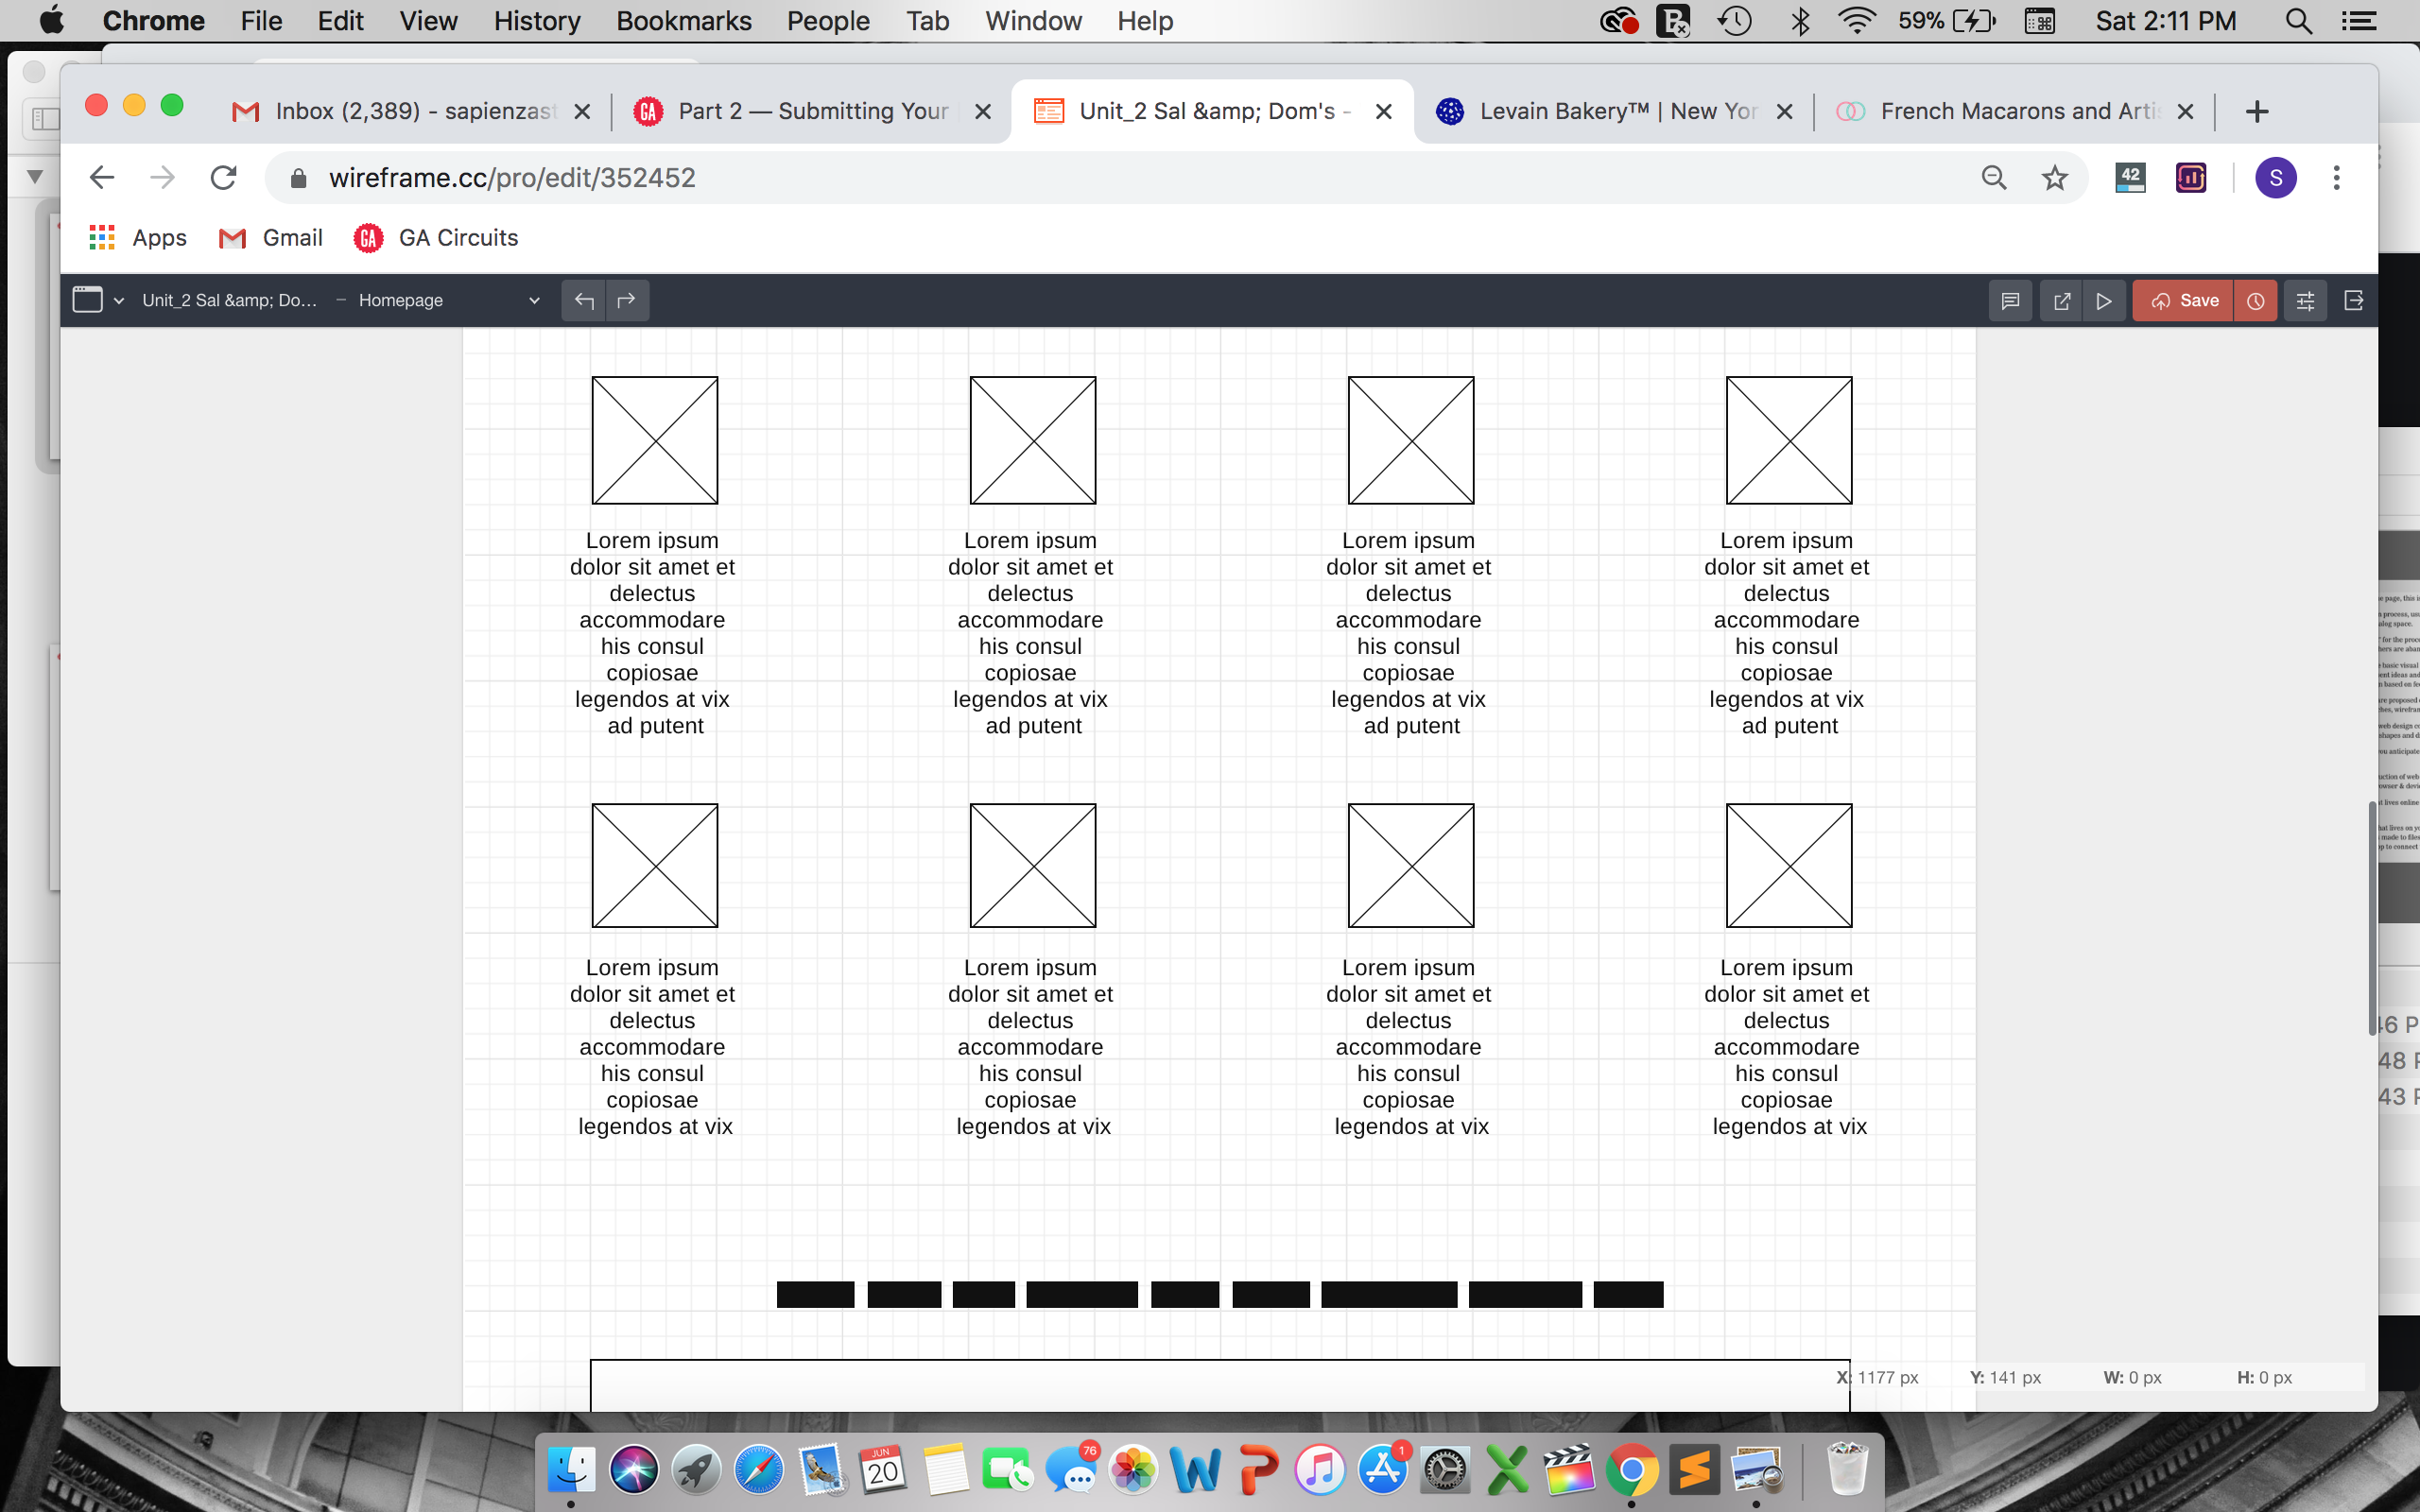 Chrome File Edit View History Bookmarks People Tab Window Help 59% Sat 2:11 PM
Inbox (2,389) - sapienzast Part 2 — Submitting Your Unit_2 Sal &amp; Dom's - Levain Bakery™ | New Yor French Macarons and Arti
wireframe.cc/pro/edit/352452 42 S
Apps Gmail GA GA Circuits
Unit_2 Sal &amp; Do... – Homepage Save
Lorem ipsum Lorem ipsum Lorem ipsum Lorem ipsum
dolor sit amet et dolor sit amet et dolor sit amet et dolor sit amet et
delectus delectus delectus delectus
accommodare accommodare accommodare accommodare
his consul his consul his consul his consul
copiosae copiosae copiosae copiosae
legendos at vix legendos at vix legendos at vix legendos at vix
ad putent ad putent ad putent ad putent
Lorem ipsum Lorem ipsum Lorem ipsum Lorem ipsum
dolor sit amet et dolor sit amet et dolor sit amet et dolor sit amet et
delectus delectus delectus delectus
accommodare accommodare accommodare accommodare
his consul his consul his consul his consul
copiosae copiosae copiosae copiosae
legendos at vix legendos at vix legendos at vix legendos at vix
X: 1177 px Y: 141 px W: 0 px H: 0 px
JUN
20
76
1